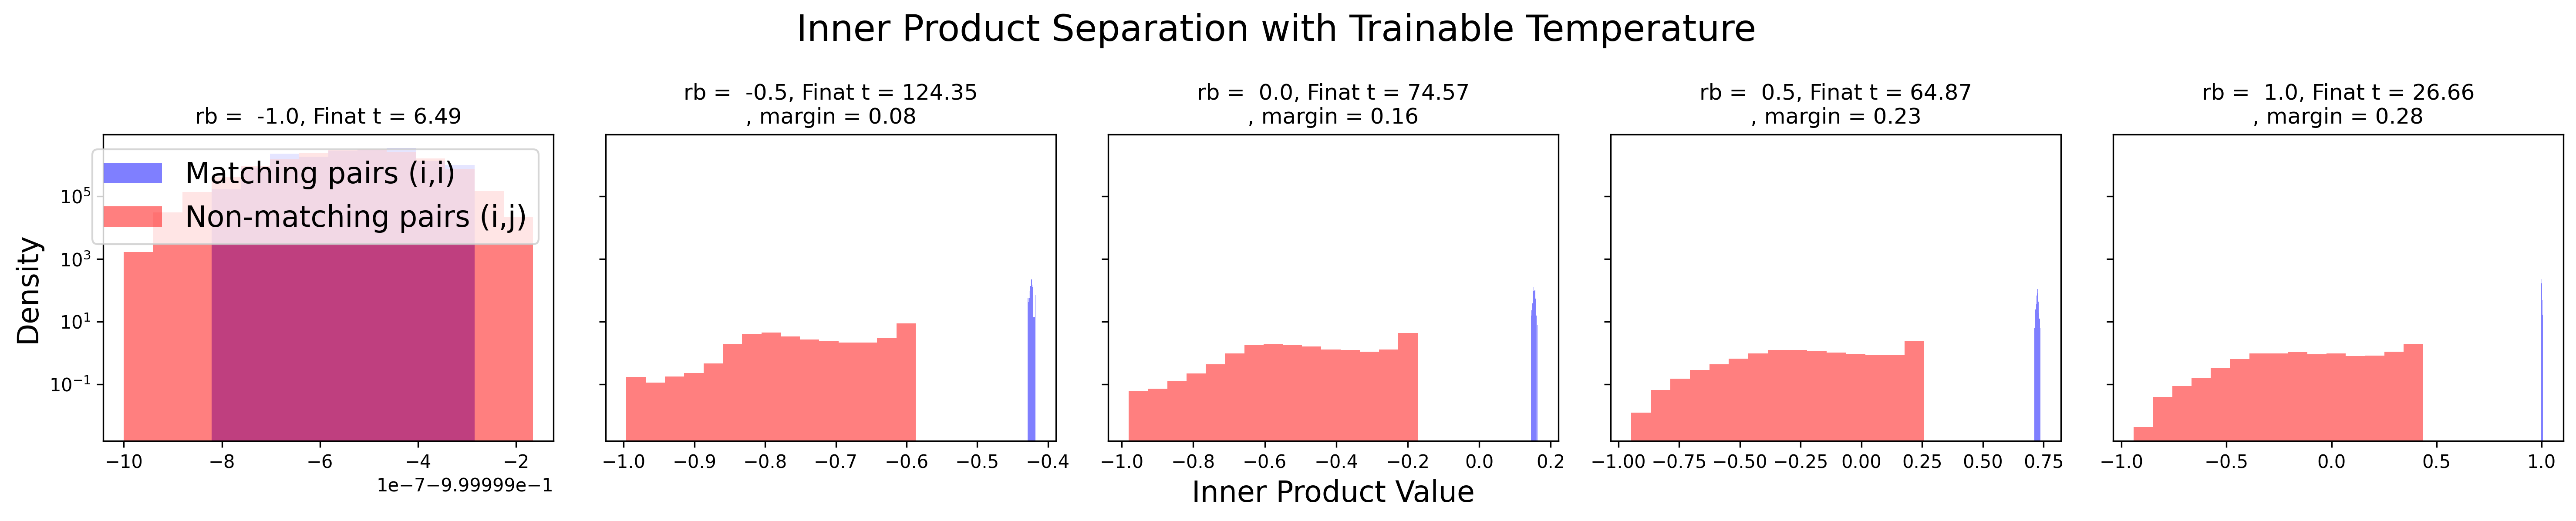 Inner Product Separation with Trainable Temperature
rb =  -1.0, Finat t = 6.49
rb =  -0.5, Finat t = 124.35
, margin = 0.08
rb =  0.0, Finat t = 74.57
, margin = 0.16
rb =  0.5, Finat t = 64.87
, margin = 0.23
rb =  1.0, Finat t = 26.66
, margin = 0.28
Matching pairs (i,i)
Non-matching pairs (i,j)
Density
10⁵
10³
10¹
10⁻¹
−10 −8 −6 −4 −2
1e−7−9.99999e−1
−1.0 −0.9 −0.8 −0.7 −0.6 −0.5 −0.4
−1.0 −0.8 −0.6 −0.4 −0.2 0.0 0.2
−1.00 −0.75 −0.50 −0.25 0.00 0.25 0.50 0.75
−1.0 −0.5 0.0 0.5 1.0
Inner Product Value